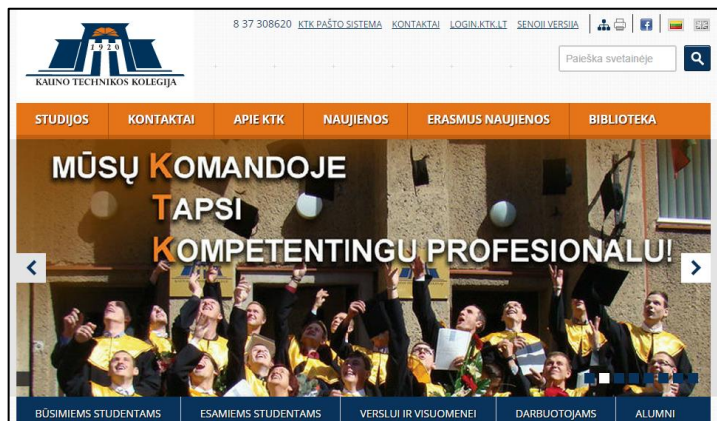 1920
KAUNO TECHNIKOS KOLEGIJA
8 37 308620 KTK PAŠTO SISTEMA KONTAKTAI LOGIN.KTK.LT SENOJI VERSIJA
Paieška svetainėje
STUDIJOS KONTAKTAI APIE KTK NAUJIENOS ERASMUS NAUJIENOS BIBLIOTEKA
MŪSŲ KOMANDOJE
TAPSI
KOMPETENTINGU PROFESIONALU!
BŪSIMIEMS STUDENTAMS ESAMIEMS STUDENTAMS VERSLUI IR VISUOMENEI DARBUOTOJAMS ALUMNI